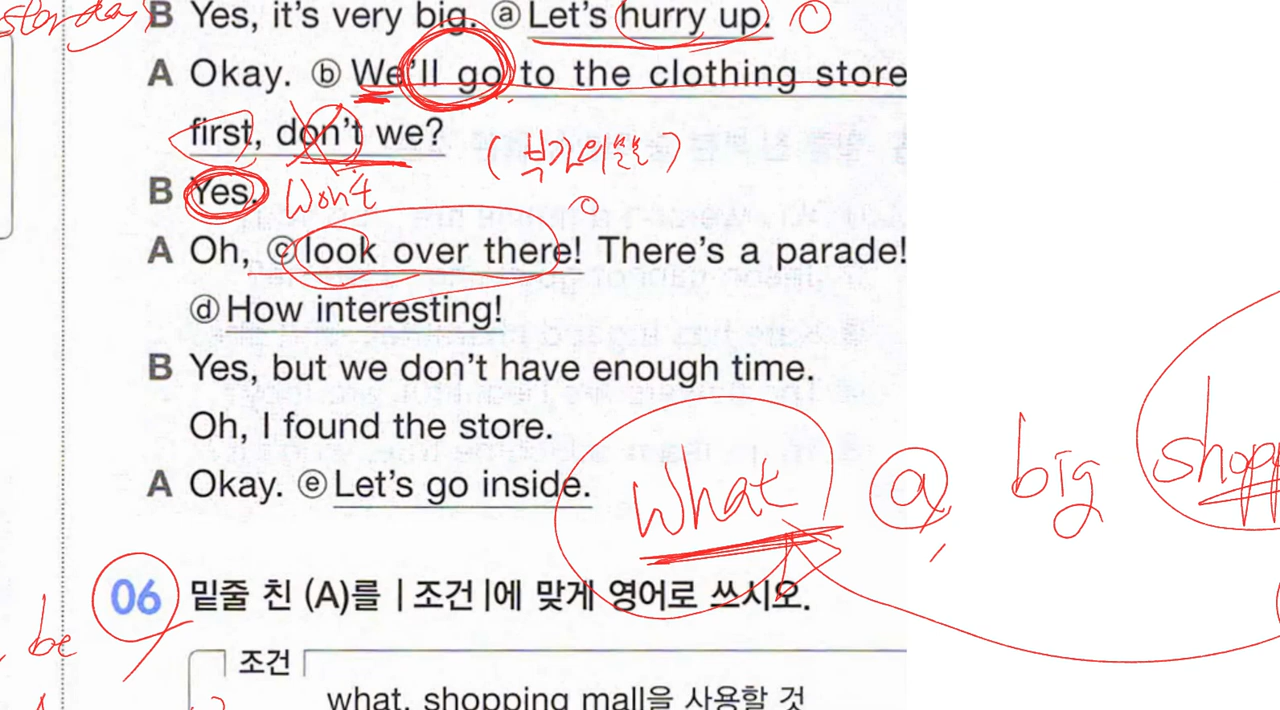 B Yes, it's very big. ⓐ Let's hurry up.
A Okay. ⓑ We'll go to the clothing store
first, don't we?
(부가의문문)
B Yes. Won't
A Oh, ⓒ look over there! There's a parade!
ⓓ How interesting!
B Yes, but we don't have enough time.
Oh, I found the store.
A Okay. ⓔ Let's go inside.
What a big shopp
06 밑줄 친 (A)를 | 조건 |에 맞게 영어로 쓰시오.
be
조건
what, shopping mall을 사용할 것